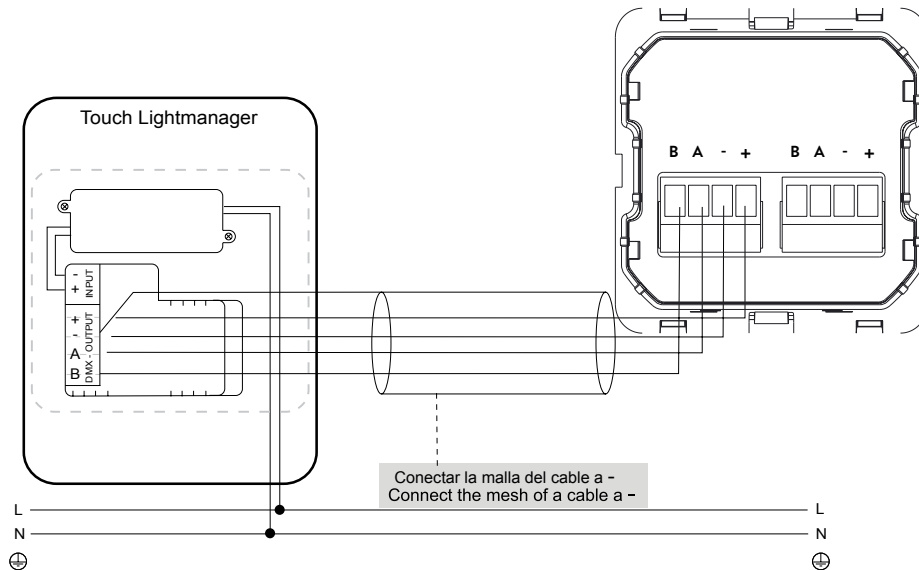 Touch Lightmanager
B A - + B A - +
- + INPUT
+ - A B DMX - OUTPUT
Conectar la malla del cable a -
Connect the mesh of a cable a -
L L
N N